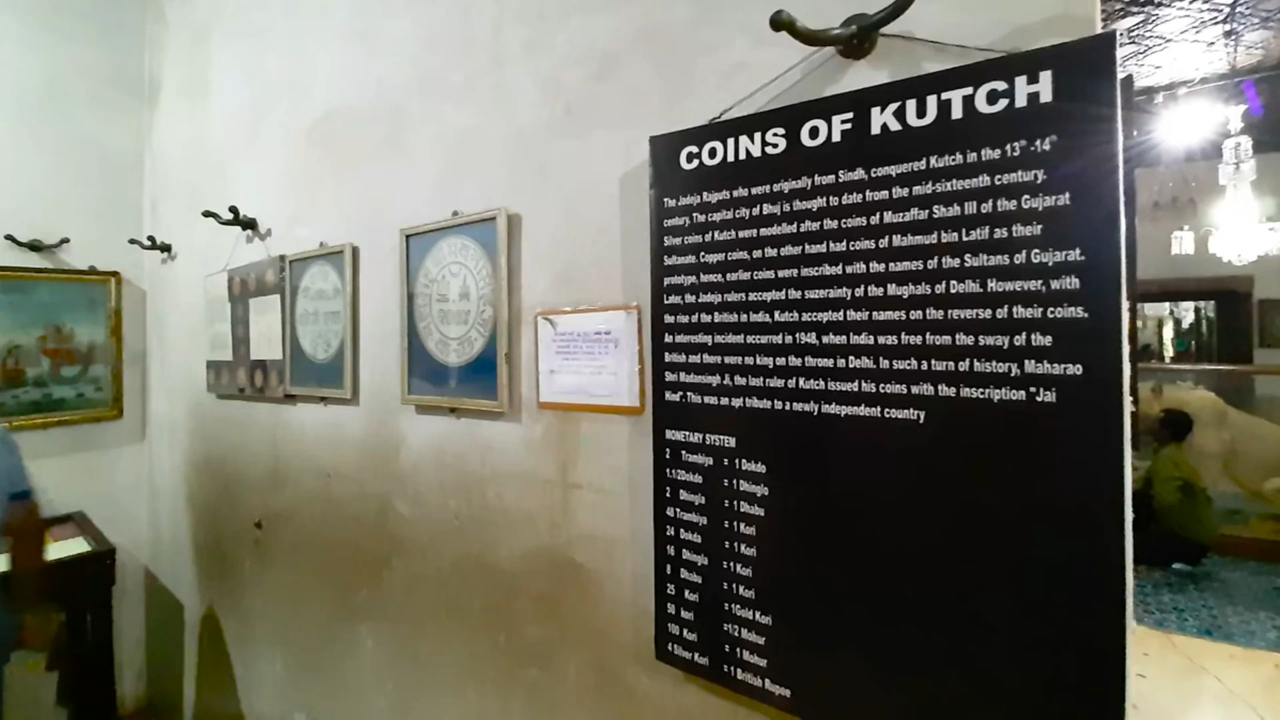 COINS OF KUTCH
The Jadeja Rajputs who were originally from Sindh, conquered Kutch in the 13th -14th
century. The capital city of Bhuj is thought to date from the mid-sixteenth century.
Silver coins of Kutch were modelled after the coins of Muzaffar Shah III of the Gujarat
Sultanate. Copper coins, on the other hand had coins of Mahmud bin Latif as their
prototype, hence, earlier coins were inscribed with the names of the Sultans of Gujarat.
Later, the Jadeja rulers accepted the suzerainty of the Mughals of Delhi. However, with
the rise of the British in India, Kutch accepted their names on the reverse of their coins.
An interesting incident occurred in 1948, when India was free from the sway of the
British and there were no king on the throne in Delhi. In such a turn of history, Maharao
Shri Madansingh Ji, the last ruler of Kutch issued his coins with the inscription "Jai
Hind". This was an apt tribute to a newly independent country
MONETARY SYSTEM
2 Trambiya = 1 Dokdo
1.1/2Dokdo = 1 Dhinglo
2 Dhingla = 1 Dhabu
48 Trambiya = 1 Kori
24 Dokda = 1 Kori
16 Dhingla = 1 Kori
8 Dhabu = 1 Kori
25 Kori = 1Gold Kori
50 kori =1/2 Mohur
100 Kori = 1 Mohur
4 Silver Kori = 1 British Rupee